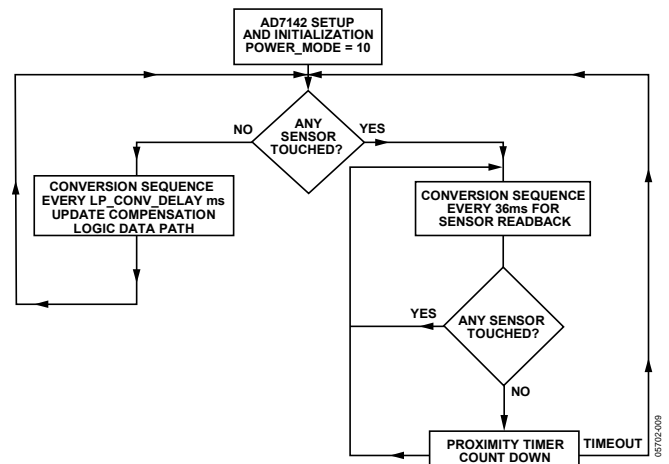 AD7142 SETUP
AND INITIALIZATION
POWER_MODE = 10
NO
ANY
SENSOR
TOUCHED?
YES
CONVERSION SEQUENCE
EVERY LP_CONV_DELAY ms
UPDATE COMPENSATION
LOGIC DATA PATH
CONVERSION SEQUENCE
EVERY 36ms FOR
SENSOR READBACK
YES
ANY SENSOR
TOUCHED?
NO
PROXIMITY TIMER
COUNT DOWN
TIMEOUT
05702-009